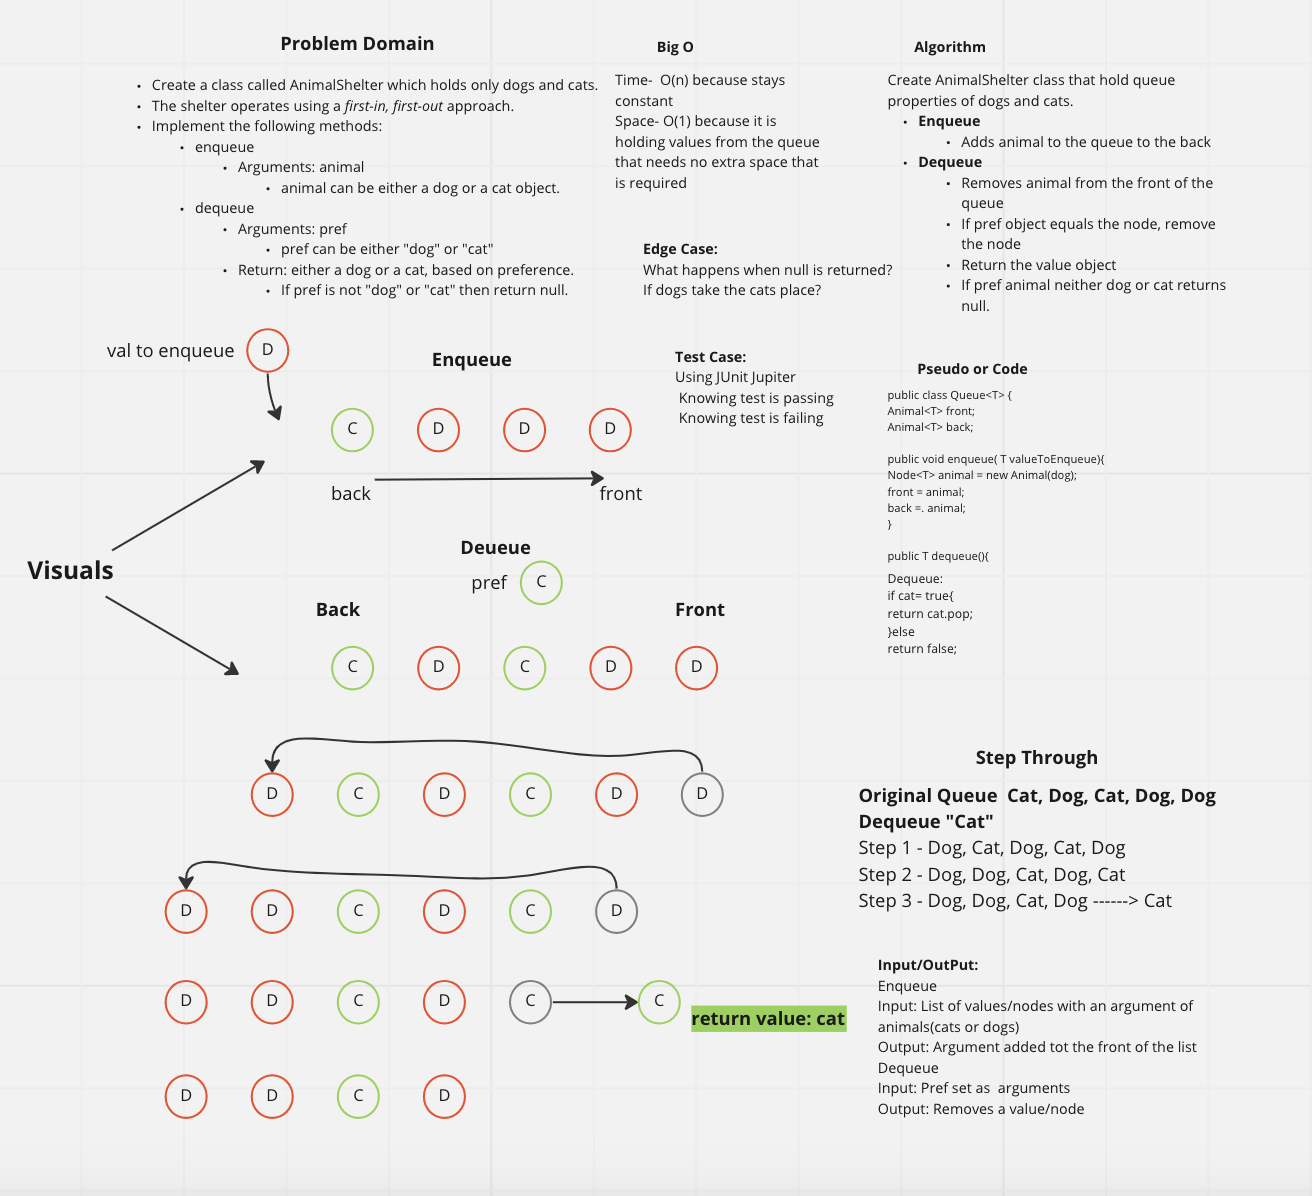 Problem Domain
• Create a class called AnimalShelter which holds only dogs and cats.
• The shelter operates using a first-in, first-out approach.
• Implement the following methods:
• enqueue
• Arguments: animal
• animal can be either a dog or a cat object.
• dequeue
• Arguments: pref
• pref can be either "dog" or "cat"
• Return: either a dog or a cat, based on preference.
• If pref is not "dog" or "cat" then return null.
Big O
Time-  O(n) because stays
constant
Space- O(1) because it is
holding values from the queue
that needs no extra space that
is required
Edge Case:
What happens when null is returned?
If dogs take the cats place?
Algorithm
Create AnimalShelter class that hold queue
properties of dogs and cats.
• Enqueue
• Adds animal to the queue to the back
• Dequeue
• Removes animal from the front of the
queue
• If pref object equals the node, remove
the node
• Return the value object
• If pref animal neither dog or cat returns
null.
val to enqueue D
Enqueue
C D D D
back front
Test Case:
Using JUnit Jupiter
Knowing test is passing
Knowing test is failing
Pseudo or Code
public class Queue<T> {
Animal<T> front;
Animal<T> back;
public void enqueue( T valueToEnqueue){
Node<T> animal = new Animal(dog);
front = animal;
back =. animal;
}
public T dequeue(){
Dequeue:
if cat= true{
return cat.pop;
}else
return false;
Visuals
Deueue
pref C
Back Front
C D C D D
D C D C D D
D D C D C D
D D C D C C
return value: cat
D D C D
Step Through
Original Queue  Cat, Dog, Cat, Dog, Dog
Dequeue "Cat"
Step 1 - Dog, Cat, Dog, Cat, Dog
Step 2 - Dog, Dog, Cat, Dog, Cat
Step 3 - Dog, Dog, Cat, Dog ------> Cat
Input/OutPut:
Enqueue
Input: List of values/nodes with an argument of
animals(cats or dogs)
Output: Argument added tot the front of the list
Dequeue
Input: Pref set as  arguments
Output: Removes a value/node